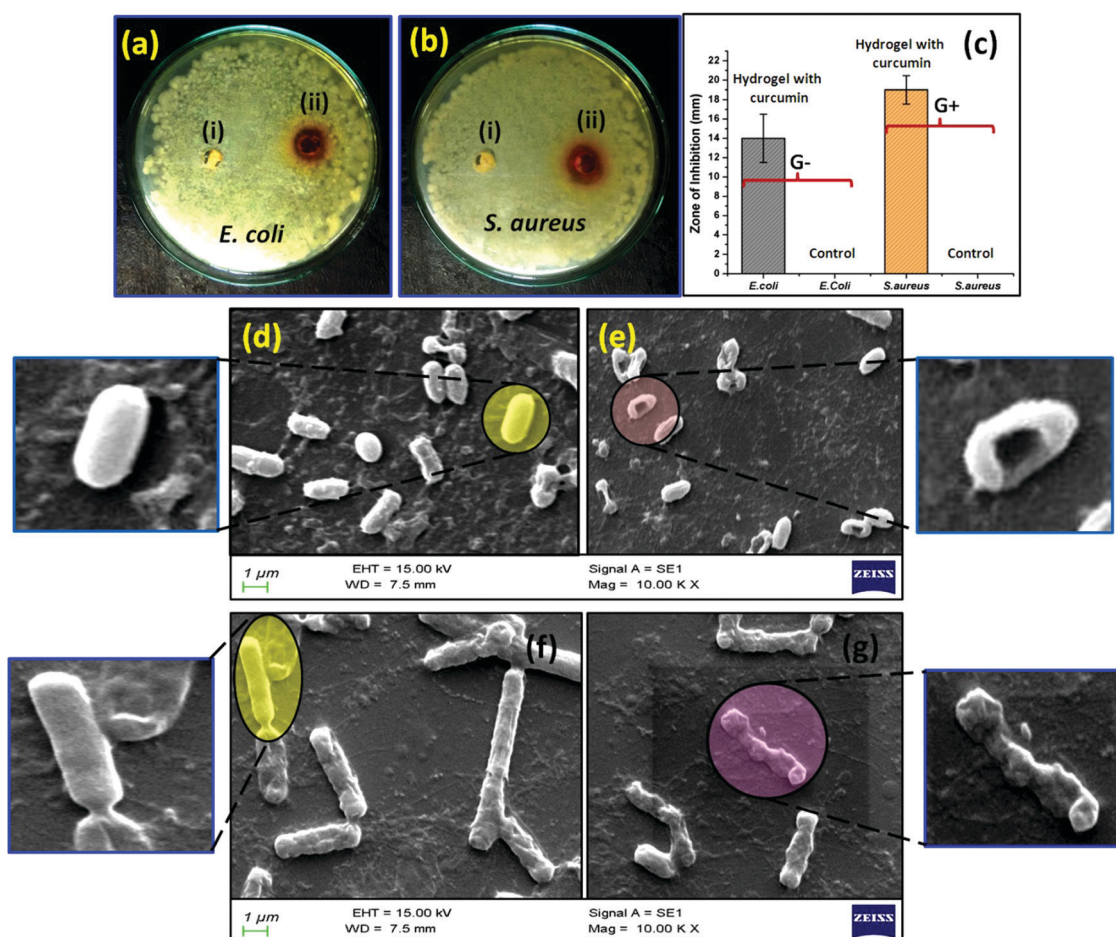 (a)
(i)
(ii)
E. coli
(b)
(i)
(ii)
S. aureus
(c)
Zone of Inhibition (mm)
22
20
18
16
14
12
10
8
6
4
2
0
Hydrogel with
curcumin
G-
Control
Hydrogel with
curcumin
G+
Control
E.coli
E.Coli
S.aureus
S.aureus
(d)
(e)
1 µm
EHT = 15.00 kV
WD = 7.5 mm
Signal A = SE1
Mag = 10.00 K X
ZEISS
(f)
(g)
1 µm
EHT = 15.00 kV
WD = 7.5 mm
Signal A = SE1
Mag = 10.00 K X
ZEISS